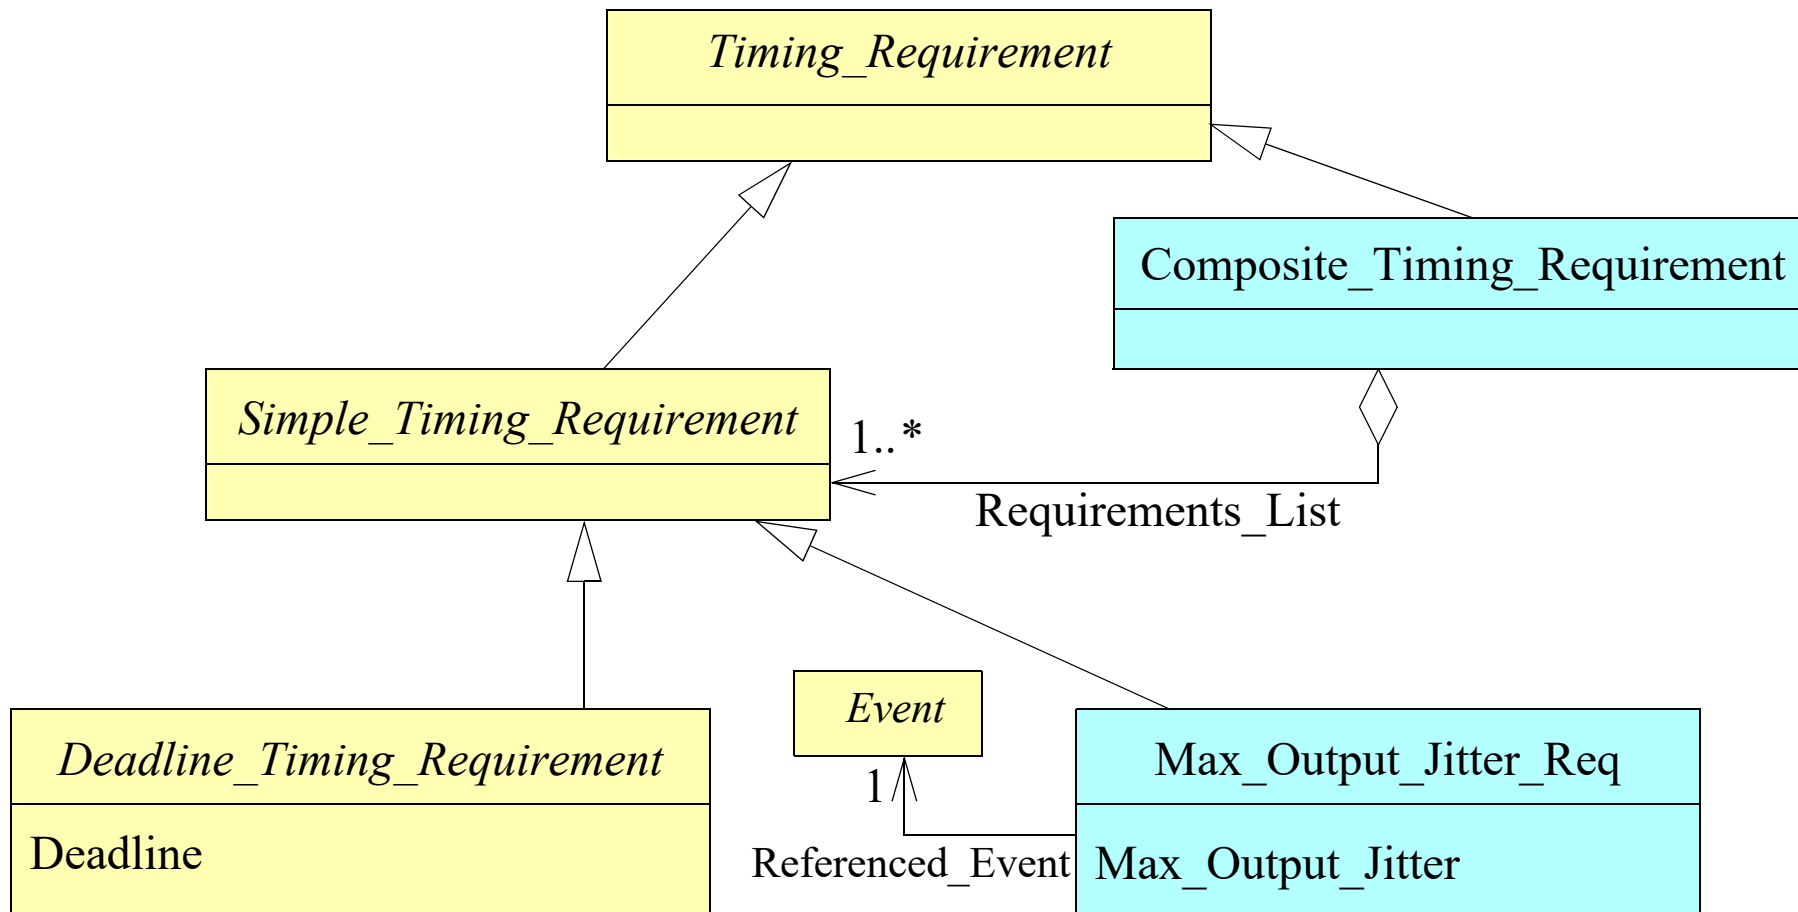 Timing_Requirement
Composite_Timing_Requirement
Simple_Timing_Requirement
1..*
Requirements_List
Event
Deadline_Timing_Requirement
Max_Output_Jitter_Req
1
Deadline
Referenced_Event
Max_Output_Jitter